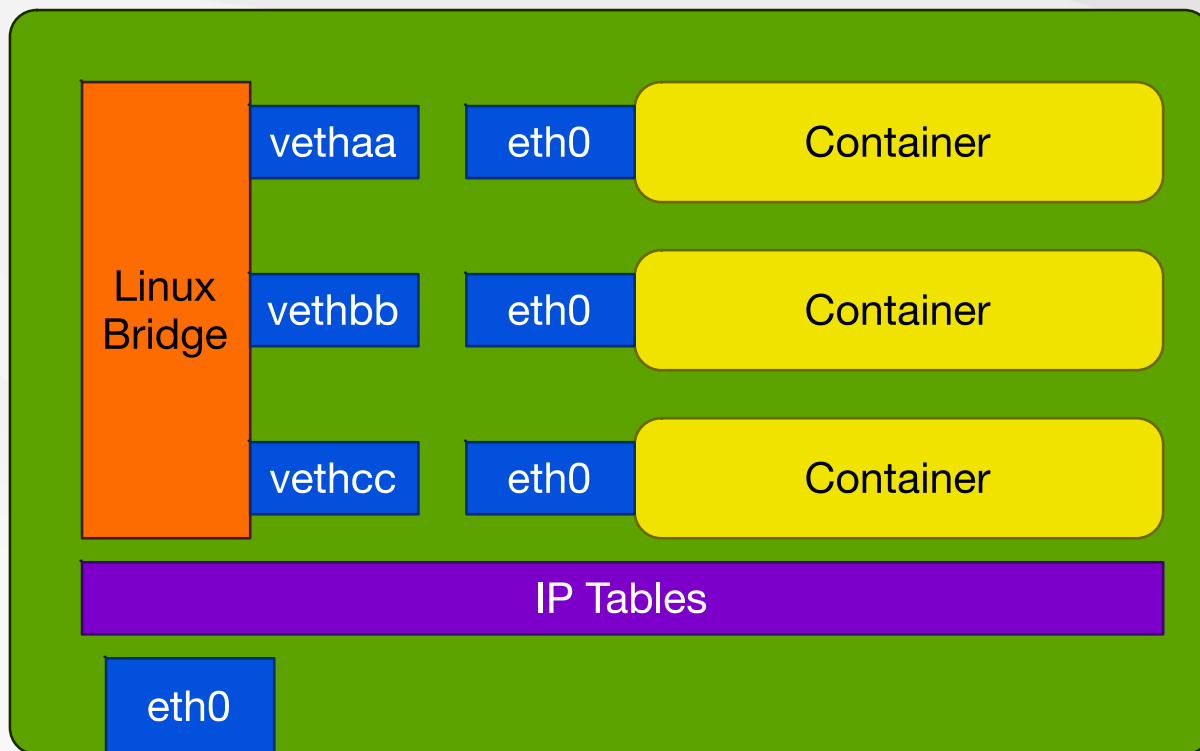 vethaa
eth0
Container
Linux
Bridge
vethbb
eth0
Container
vethcc
eth0
Container
IP Tables
eth0